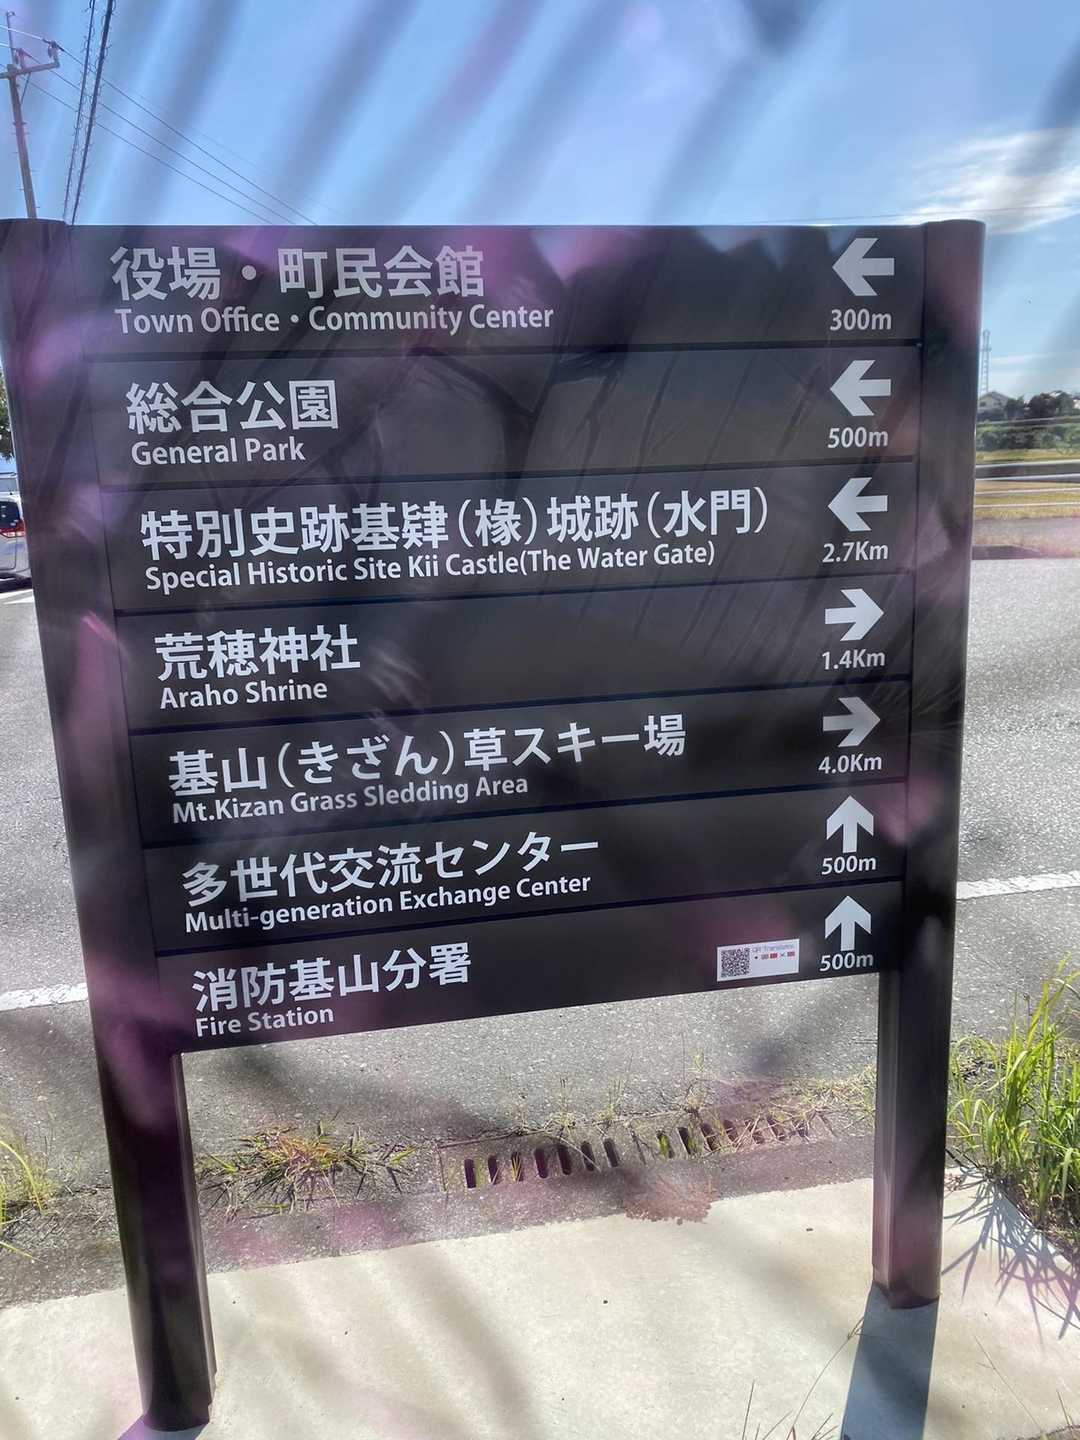 役場・町民会館
Town Office・Community Center
←
300m
総合公園
General Park
←
500m
特別史跡基肄（椽）城跡（水門）
Special Historic Site Kii Castle(The Water Gate)
←
2.7Km
荒穂神社
Araho Shrine
→
1.4Km
基山（きざん）草スキー場
Mt.Kizan Grass Sledding Area
→
4.0Km
多世代交流センター
Multi-generation Exchange Center
↑
500m
消防基山分署
Fire Station
QR Translator
↑
500m